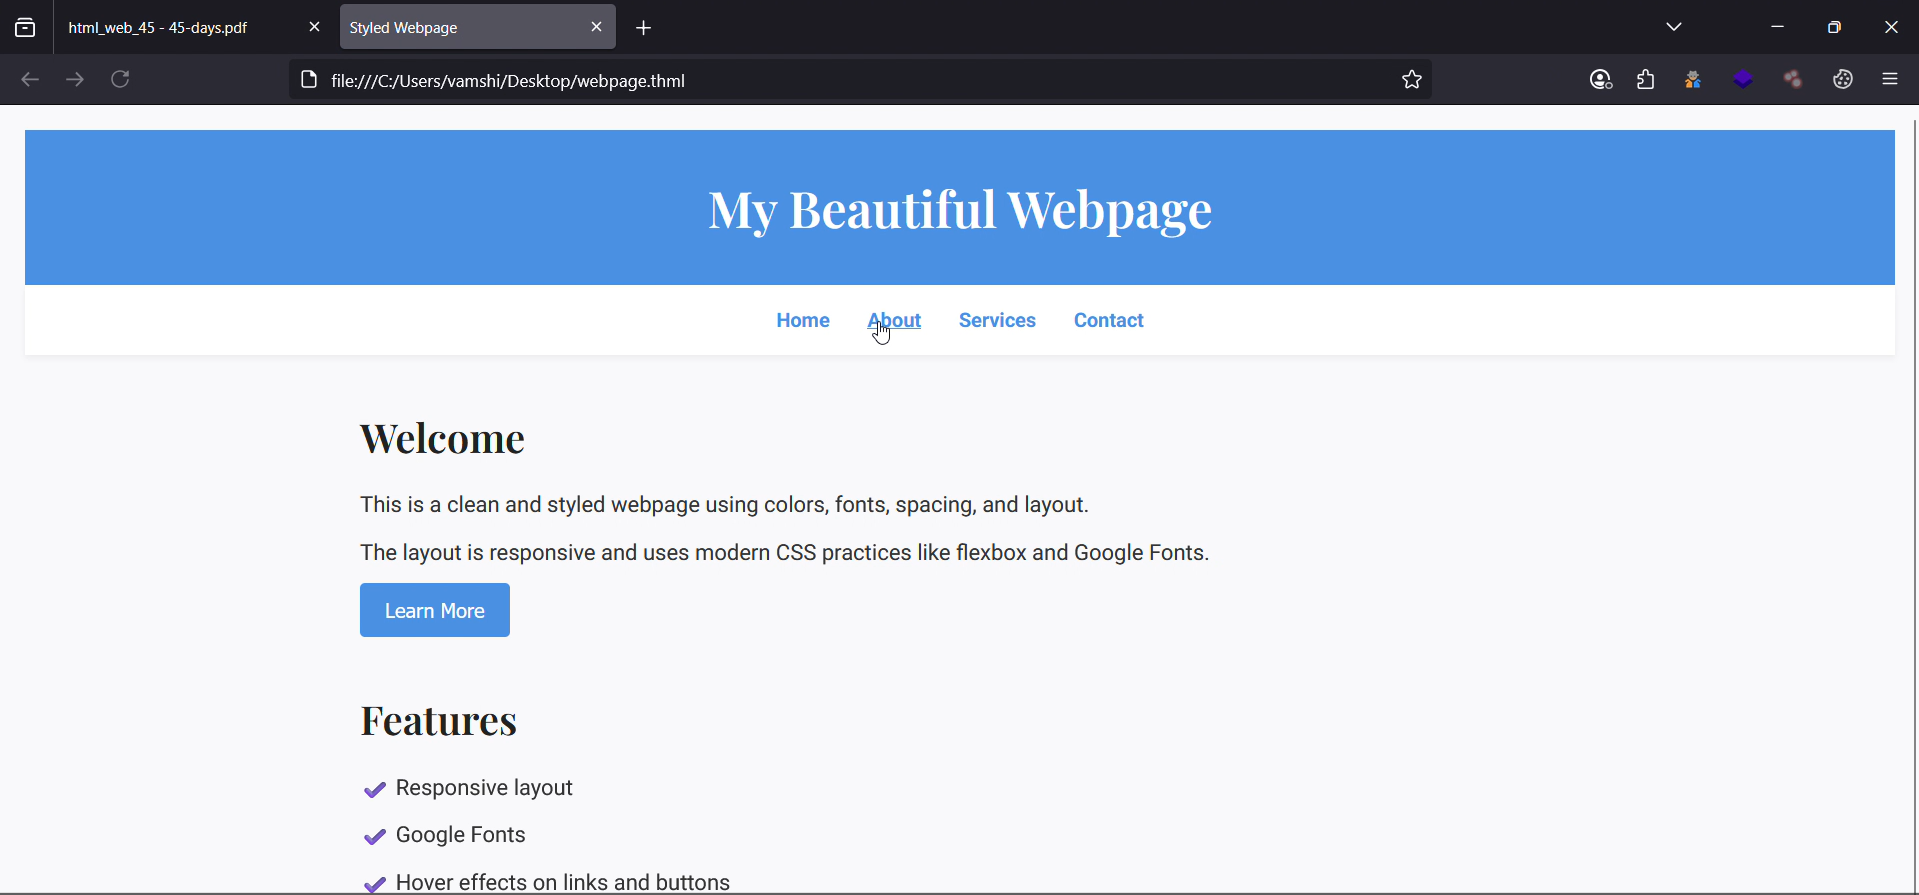 html_web_45 - 45-days.pdf
Styled Webpage
file:///C:/Users/vamshi/Desktop/webpage.thml
My Beautiful Webpage
Home About Services Contact
Welcome
This is a clean and styled webpage using colors, fonts, spacing, and layout.
The layout is responsive and uses modern CSS practices like flexbox and Google Fonts.
Learn More
Features
Responsive layout
Google Fonts
Hover effects on links and buttons